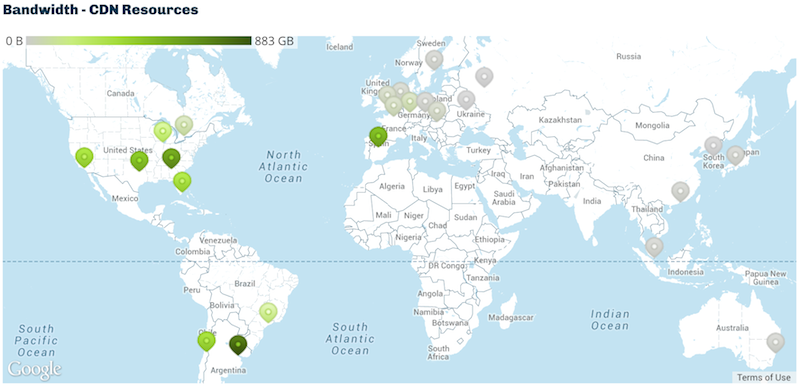 Bandwidth - CDN Resources
0 B 883 GB
Iceland
Sweden
Norway
Russia
Canada
United
Ukraine
Germany
Kazakhstan
Mongolia
France
Italy
United States
Turkey
China
South
Korea
North
Atlantic
Ocean
Iraq
Iran
Afghanistan
Pakistan
Algeria
Libya
Egypt
Saudi
Arabia
Mexico
India
Mali
Niger
Sudan
Thailand
Chad
Nigeria
Venezuela
Ethiopia
Colombia
DR Congo
Kenya
Indonesia
Papua New
Guinea
Tanzania
Brazil
Peru
Angola
Bolivia
Namibia
Madagascar
Botswana
Indian
Ocean
Australia
South
Pacific
Ocean
Chile
South
Atlantic
Ocean
South
Africa
Argentina
Google
Terms of Use